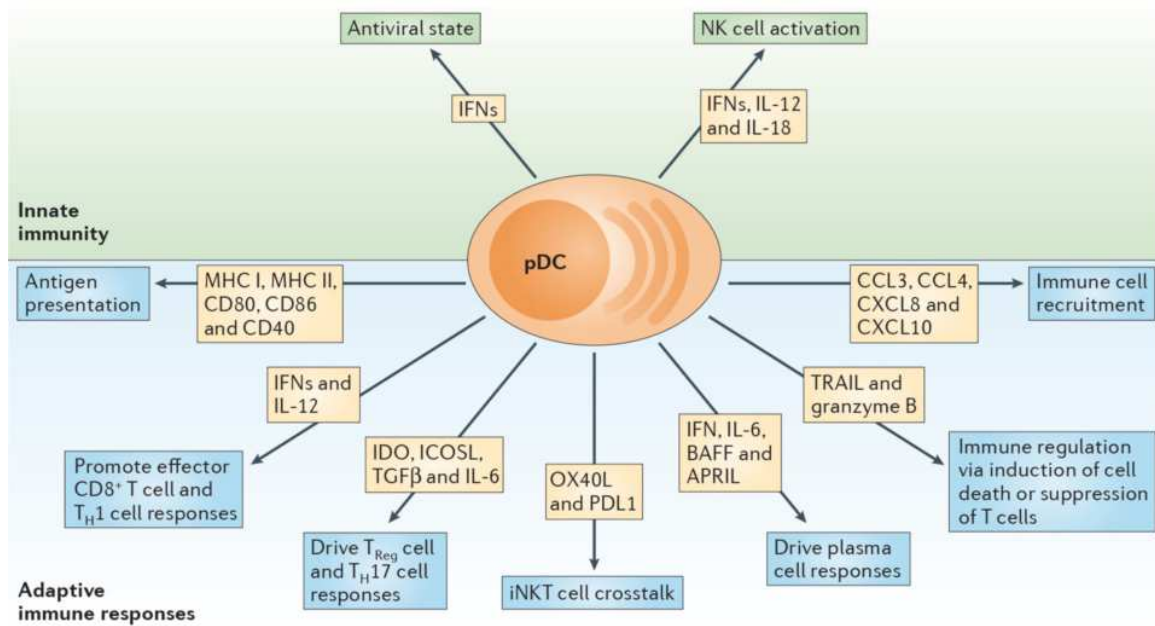 Antiviral state
NK cell activation
IFNs
IFNs, IL-12
and IL-18
Innate
immunity
pDC
Antigen
presentation
MHC I, MHC II,
CD80, CD86
and CD40
CCL3, CCL4,
CXCL8 and
CXCL10
Immune cell
recruitment
IFNs and
IL-12
TRAIL and
granzyme B
IDO, ICOSL,
TGFβ and IL-6
OX40L
and PDL1
IFN, IL-6,
BAFF and
APRIL
Promote effector
CD8⁺ T cell and
T_H1 cell responses
Immune regulation
via induction of cell
death or suppression
of T cells
Drive T_Reg cell
and T_H17 cell
responses
iNKT cell crosstalk
Drive plasma
cell responses
Adaptive
immune responses